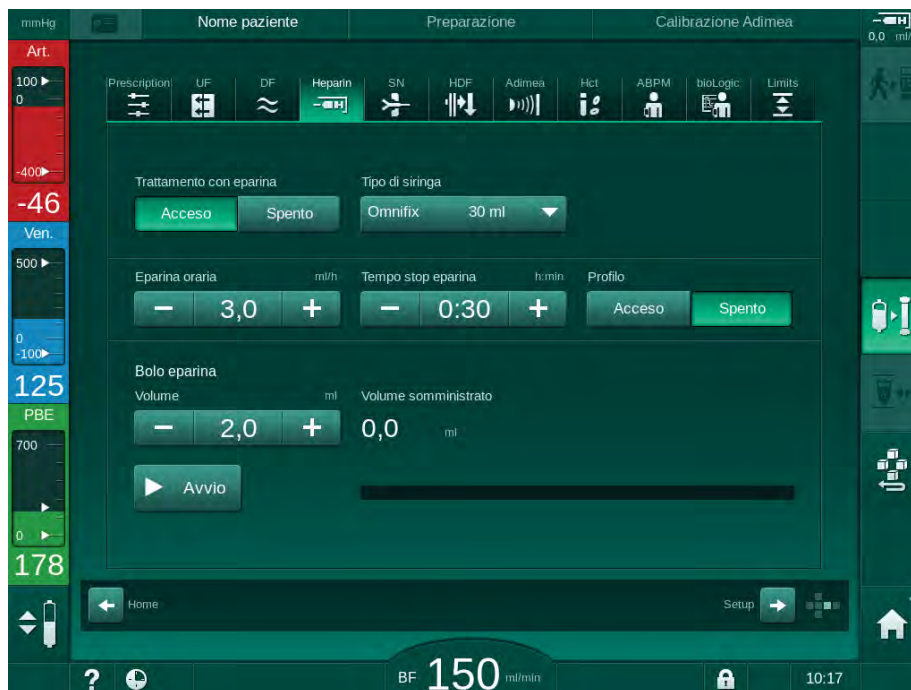 mmHg Nome paziente Preparazione Calibrazione Adimea
0,0 ml/
Art.
100
0
-400
-46
Ven.
500
0
-100
125
PBE
700
0
178
Prescription UF DF Heparin SN HDF Adimea Hct ABPM bioLogic Limits
Trattamento con eparina Tipo di siringa
Acceso Spento Omnifix 30 ml
Eparina oraria ml/h Tempo stop eparina h:min Profilo
− 3,0 + − 0:30 + Acceso Spento
Bolo eparina
Volume ml Volume somministrato
− 2,0 + 0,0 ml
Avvio
Home Setup
? BF 150 ml/min 10:17